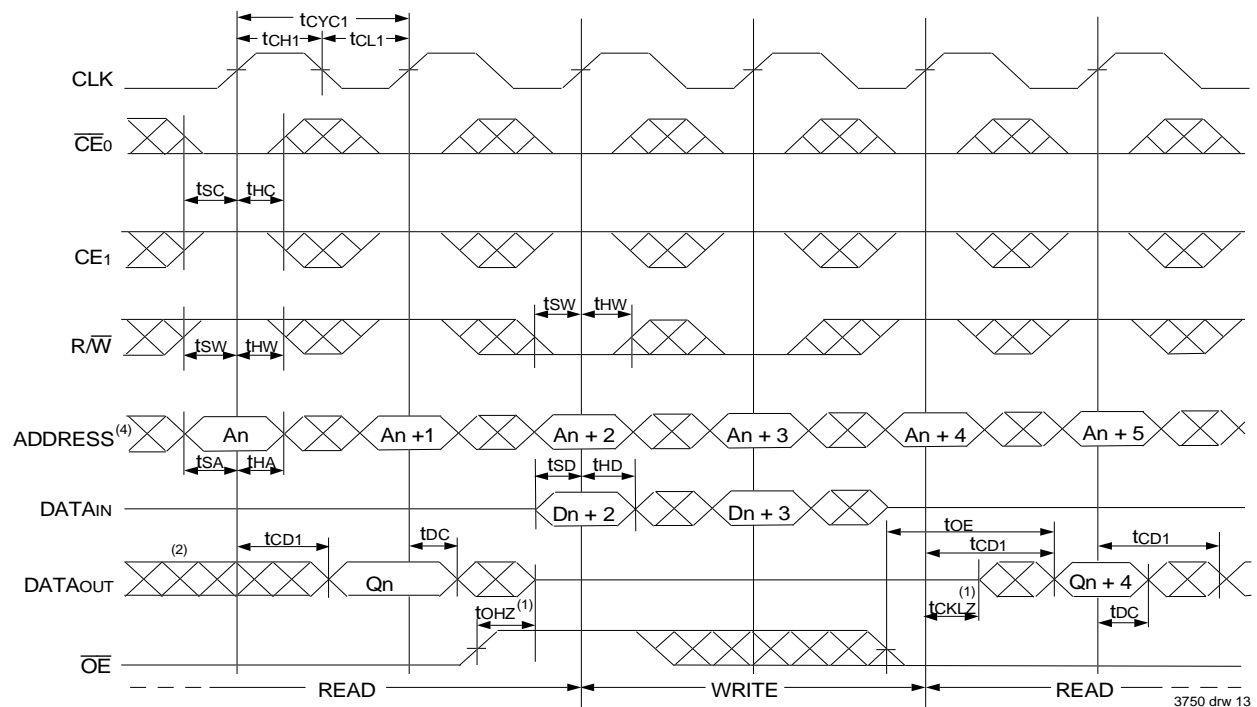 tCYC1
tCH1 tCL1
CLK
CE0
tSC tHC
CE1
tSW tHW
R/W
tSW tHW
ADDRESS(4) An An +1 An + 2 An + 3 An + 4 An + 5
tSA tHA
tSD tHD
DATAIN Dn + 2 Dn + 3
tOE
tCD1 tDC tCD1 tCD1
(2)
DATAOUT Qn Qn + 4
tOHZ(1)
(1)
tCKLZ tDC
OE
READ WRITE READ
3750 drw 13